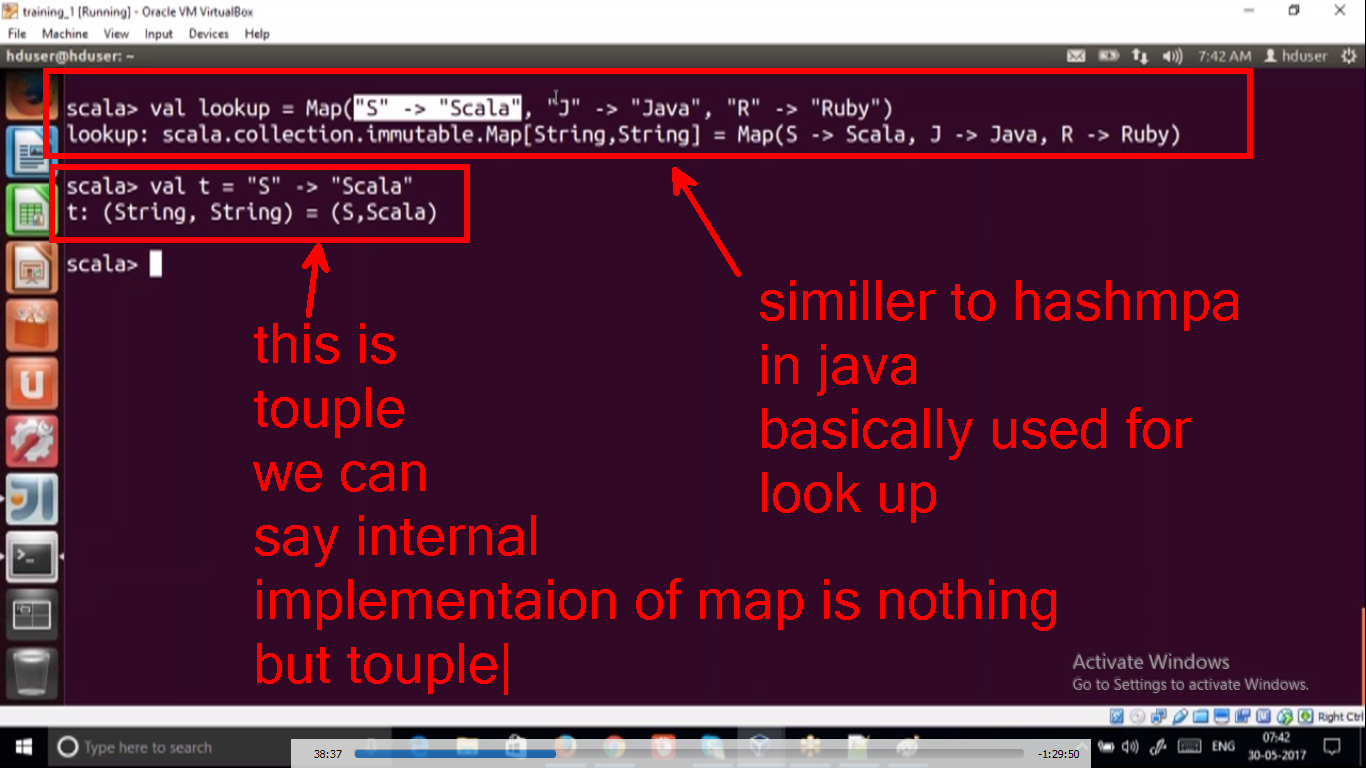 training_1 [Running] - Oracle VM VirtualBox
File Machine View Input Devices Help
hduser@hduser: ~
7:42 AM hduser
scala> val lookup = Map("S" -> "Scala", "J" -> "Java", "R" -> "Ruby")
lookup: scala.collection.immutable.Map[String,String] = Map(S -> Scala, J -> Java, R -> Ruby)
scala> val t = "S" -> "Scala"
t: (String, String) = (S,Scala)
scala>
similler to hashmpa
in java
basically used for
look up
this is
touple
we can
say internal
implementaion of map is nothing
but touple
Activate Windows
Go to Settings to activate Windows.
Right Ctrl
Type here to search
38:37
-1:29:50
ENG
07:42
30-05-2017